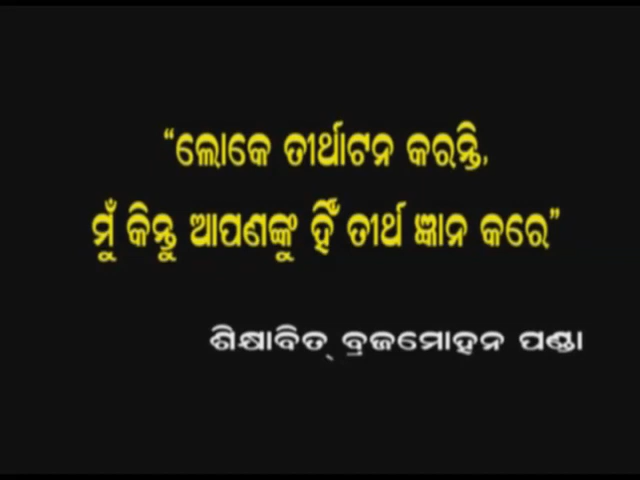 “ଲୋକେ ତୀର୍ଥାଟନ କରନ୍ତି,
ମୁଁ କିନ୍ତୁ ଆପଣଙ୍କୁ ହିଁ ତୀର୍ଥ ଜ୍ଞାନ କରେ”
ଶିକ୍ଷାବିତ୍ ବ୍ରଜମୋହନ ପଣ୍ଡା